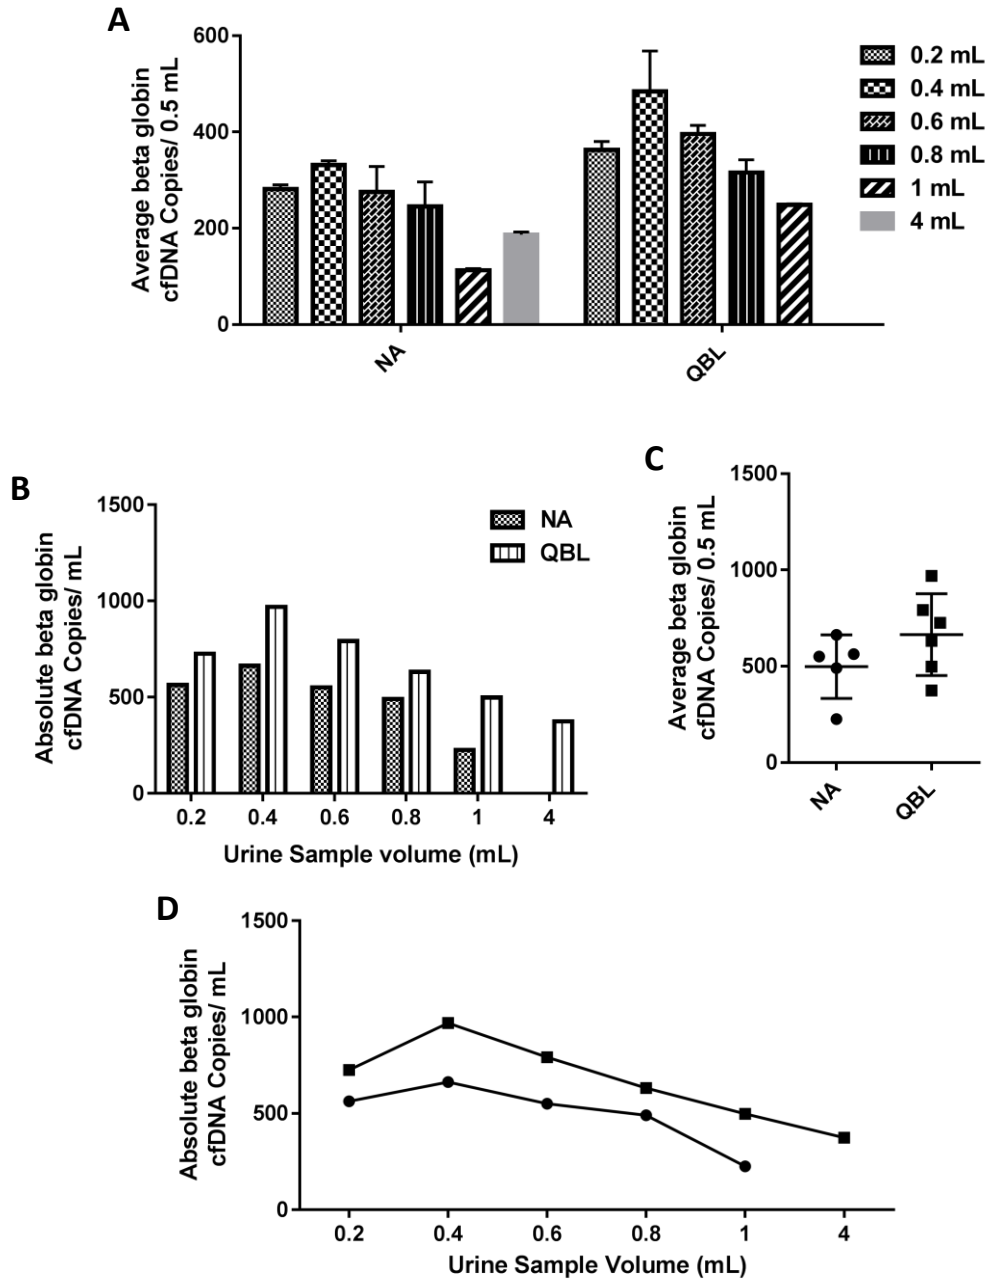 A
600
400
200
0
Average beta globin
cfDNA Copies/ 0.5 mL
NA
QBL
0.2 mL
0.4 mL
0.6 mL
0.8 mL
1 mL
4 mL
B
1500
1000
500
0
Absolute beta globin
cfDNA Copies/ mL
NA
QBL
0.2 0.4 0.6 0.8 1 4
Urine Sample volume (mL)
C
1500
1000
500
0
Average beta globin
cfDNA Copies/ 0.5 mL
NA
QBL
D
1500
1000
500
0
Absolute beta globin
cfDNA Copies/ mL
0.2 0.4 0.6 0.8 1 4
Urine Sample Volume (mL)